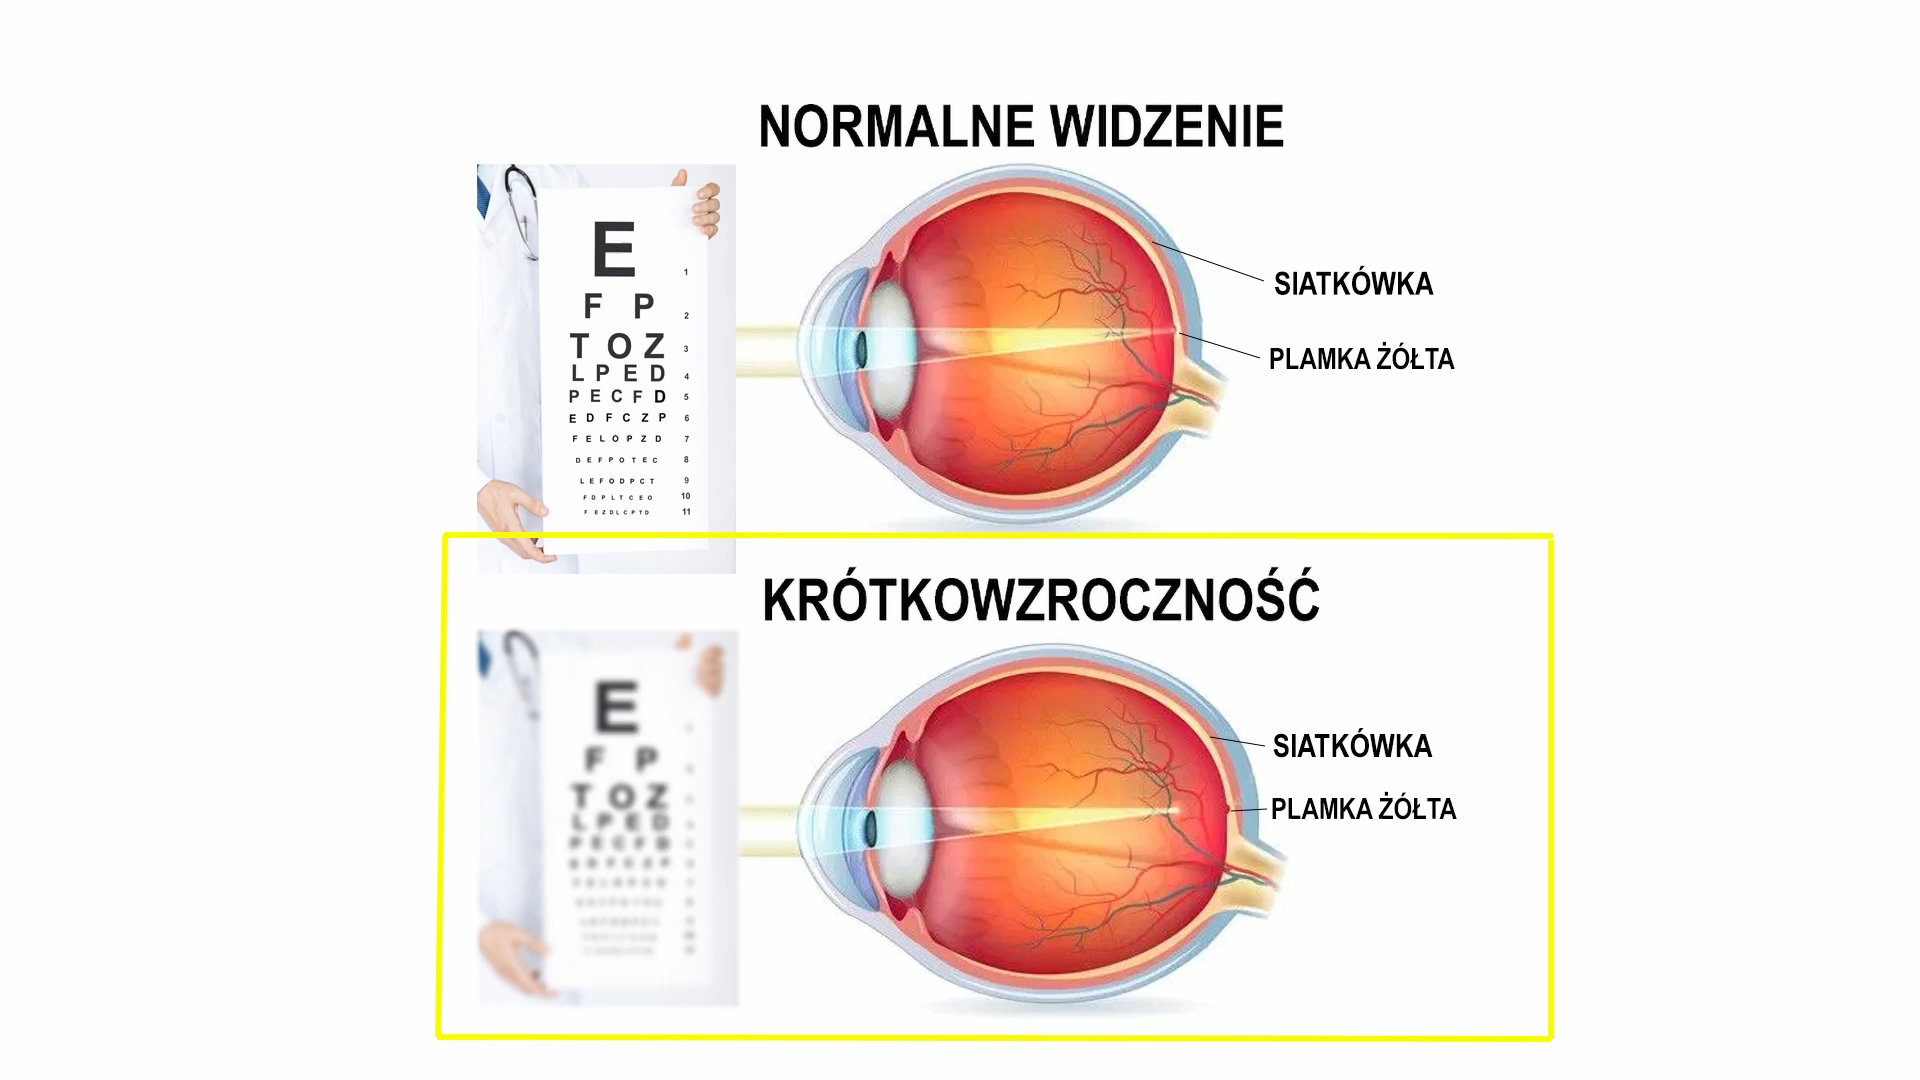 NORMALNE WIDZENIE
E
1
F P
2
T O Z
3
L P E D
4
P E C F D
5
E D F C Z P
6
F E L O P Z D
7
D E F P O T E C
8
L E F O D P C T
9
F D P L T C E O
10
F E Z D L C P T D
11
SIATKÓWKA
PLAMKA ŻÓŁTA
KRÓTKOWZROCZNOŚĆ
E
F P
T O Z
L P E D
P E C F D
SIATKÓWKA
PLAMKA ŻÓŁTA